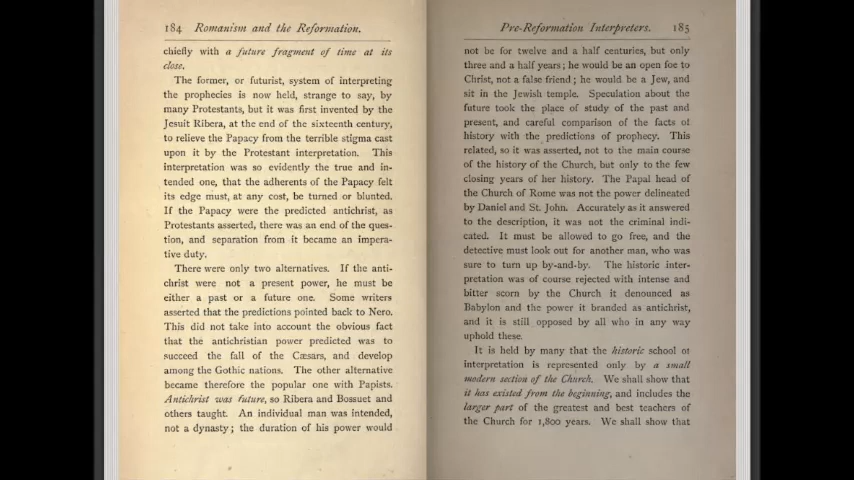 184 Romanism and the Reformation.
chiefly with a future fragment of time at its
close.
The former, or futurist, system of interpreting
the prophecies is now held, strange to say, by
many Protestants, but it was first invented by the
Jesuit Ribera, at the end of the sixteenth century,
to relieve the Papacy from the terrible stigma cast
upon it by the Protestant interpretation. This
interpretation was so evidently the true and in-
tended one, that the adherents of the Papacy felt
its edge must, at any cost, be turned or blunted.
If the Papacy were the predicted antichrist, as
Protestants asserted, there was an end of the ques-
tion, and separation from it became an impera-
tive duty.
There were only two alternatives. If the anti-
christ were not a present power, he must be
either a past or a future one. Some writers
asserted that the predictions pointed back to Nero.
This did not take into account the obvious fact
that the antichristian power predicted was to
succeed the fall of the Cæsars, and develop
among the Gothic nations. The other alternative
became therefore the popular one with Papists.
Antichrist was future, so Ribera and Bossuet and
others taught. An individual man was intended,
not a dynasty; the duration of his power would
Pre-Reformation Interpreters. 185
not be for twelve and a half centuries, but only
three and a half years; he would be an open foe to
Christ, not a false friend; he would be a Jew, and
sit in the Jewish temple. Speculation about the
future took the place of study of the past and
present, and careful comparison of the facts of
history with the predictions of prophecy. This
related, so it was asserted, not to the main course
of the history of the Church, but only to the few
closing years of her history. The Papal head of
the Church of Rome was not the power delineated
by Daniel and St. John. Accurately as it answered
to the description, it was not the criminal indi-
cated. It must be allowed to go free, and the
detective must look out for another man, who was
sure to turn up by-and-by. The historic inter-
pretation was of course rejected with intense and
bitter scorn by the Church it denounced as
Babylon and the power it branded as antichrist,
and it is still opposed by all who in any way
uphold these.
It is held by many that the historic school of
interpretation is represented only by a small
modern section of the Church. We shall show that
it has existed from the beginning, and includes the
larger part of the greatest and best teachers of
the Church for 1,800 years. We shall show that